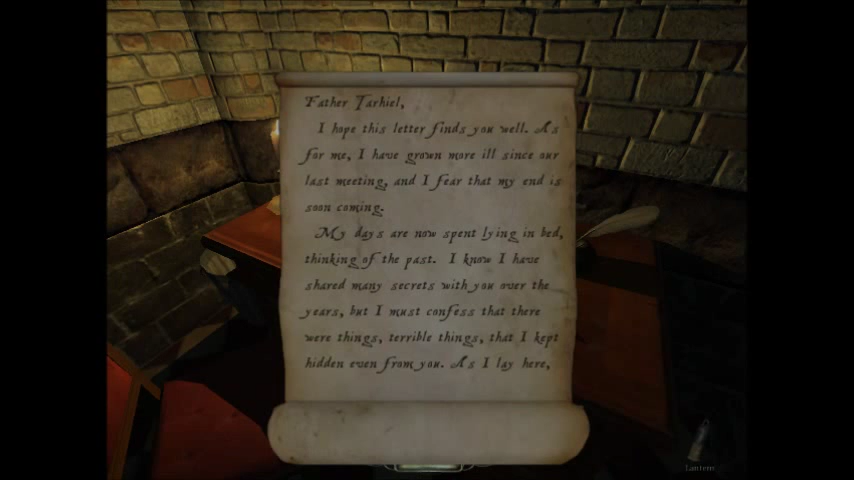 Father Tarhiel,
I hope this letter finds you well. As
for me, I have grown more ill since our
last meeting, and I fear that my end is
soon coming.
My days are now spent lying in bed,
thinking of the past. I know I have
shared many secrets with you over the
years, but I must confess that there
were things, terrible things, that I kept
hidden even from you. As I lay here,
Lantern